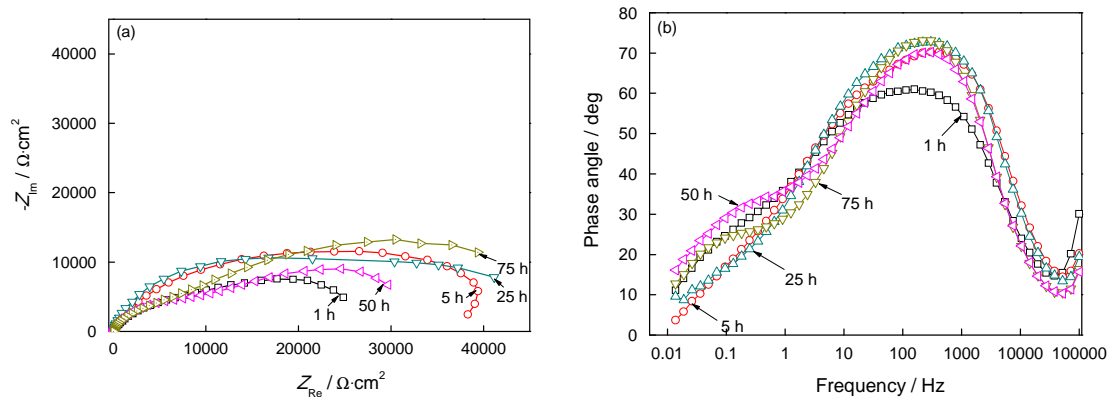 (a)
40000
30000
20000
10000
0
-Z_Im / Ω·cm²
0 10000 20000 30000 40000
Z_Re / Ω·cm²
75 h
25 h
5 h
50 h
1 h
(b)
80
70
60
50
40
30
20
10
0
Phase angle / deg
0.01 0.1 1 10 100 1000 10000 100000
Frequency / Hz
1 h
50 h
75 h
25 h
5 h